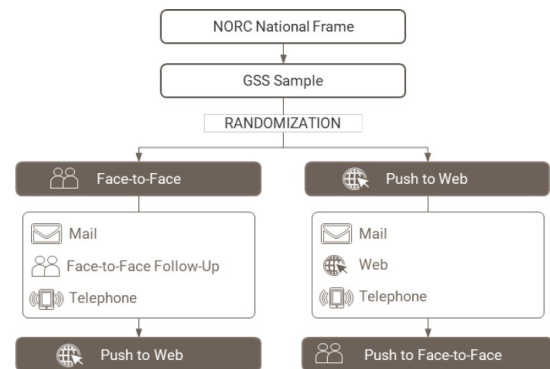 NORC National Frame
GSS Sample
RANDOMIZATION
Face-to-Face
Mail
Face-to-Face Follow-Up
Telephone
Push to Web
Push to Web
Mail
Web
Telephone
Push to Face-to-Face